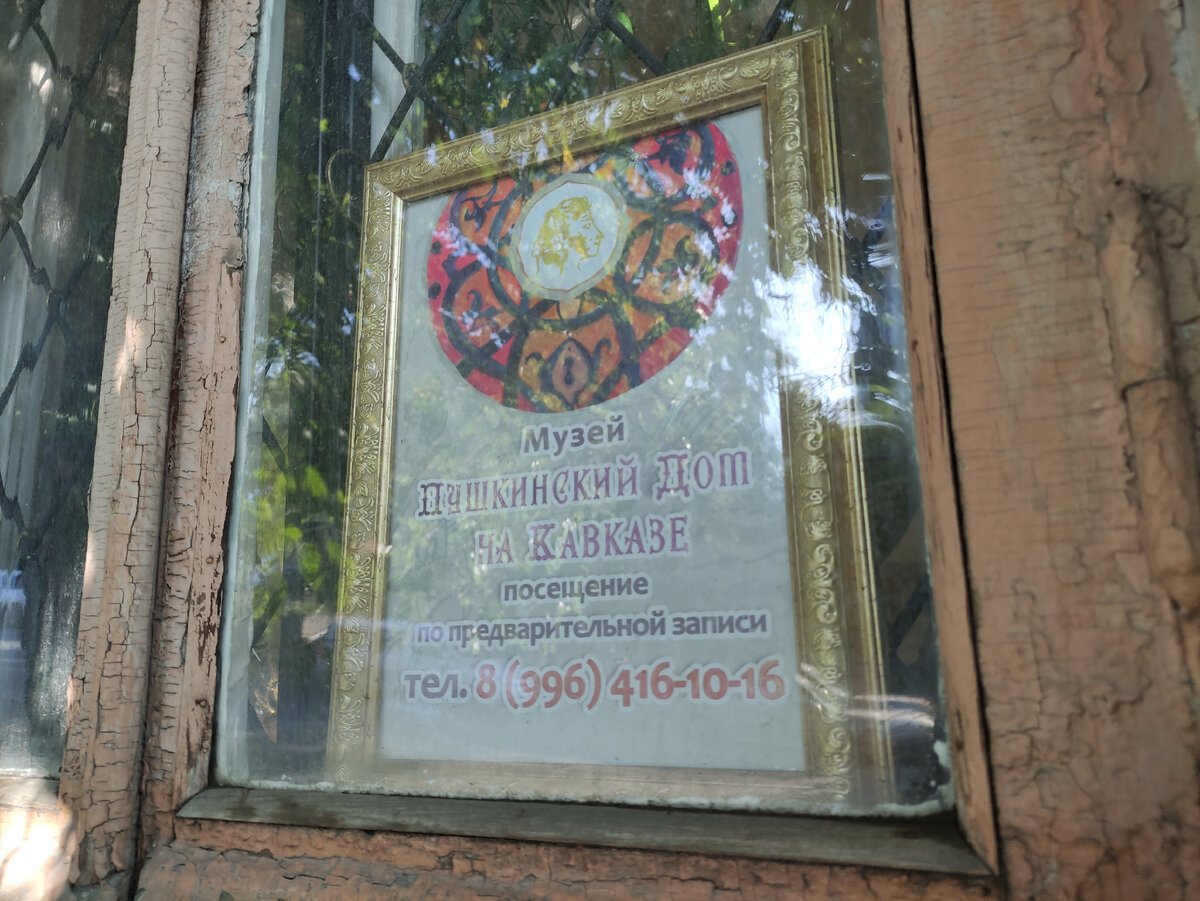 Музей
Пушкинский Дом
на Кавказе
посещение
по предварительной записи
тел. 8 (996) 416-10-16